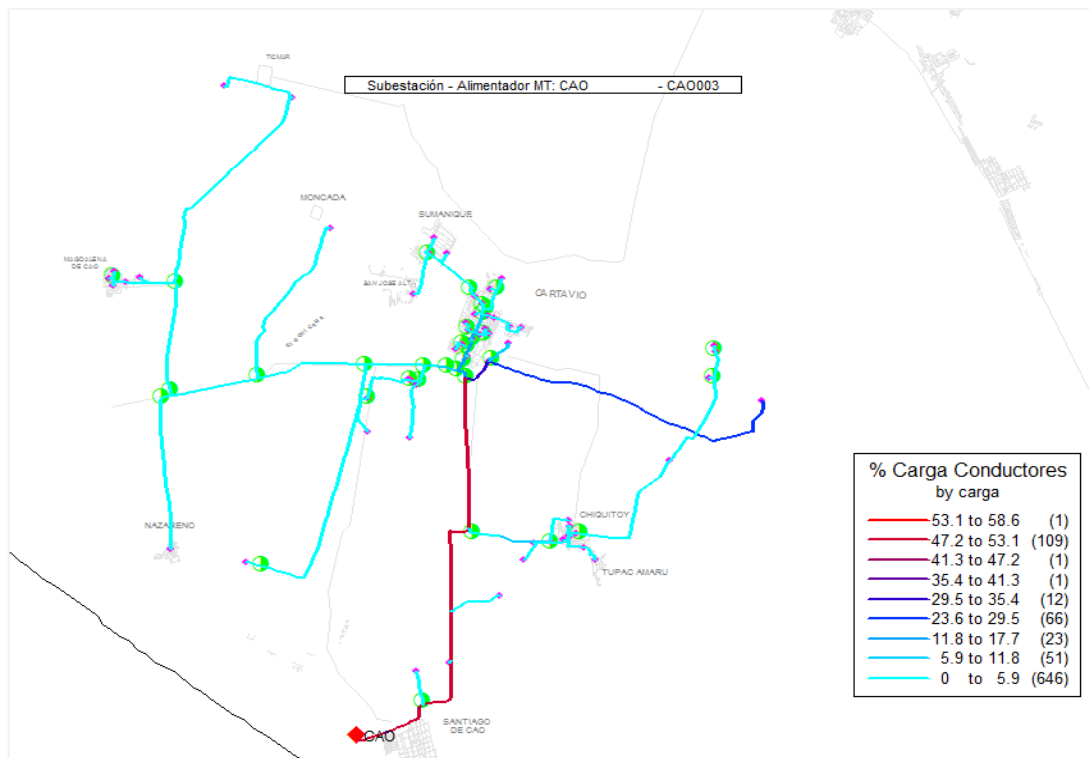 TICMAR
Subestación - Alimentador MT: CAO - CAO003
MONCADA
SUMANIQUE
MAGDALENA
DE CAO
SAN JOSE ALTO
CARTAVIO
% Carga Conductores
by carga
53.1 to 58.6 (1)
47.2 to 53.1 (109)
41.3 to 47.2 (1)
35.4 to 41.3 (1)
29.5 to 35.4 (12)
23.6 to 29.5 (66)
11.8 to 17.7 (23)
5.9 to 11.8 (51)
0 to 5.9 (646)
CHIQUITOY
NAZARENO
TUPAC AMARU
SANTIAGO
DE CAO
CAO